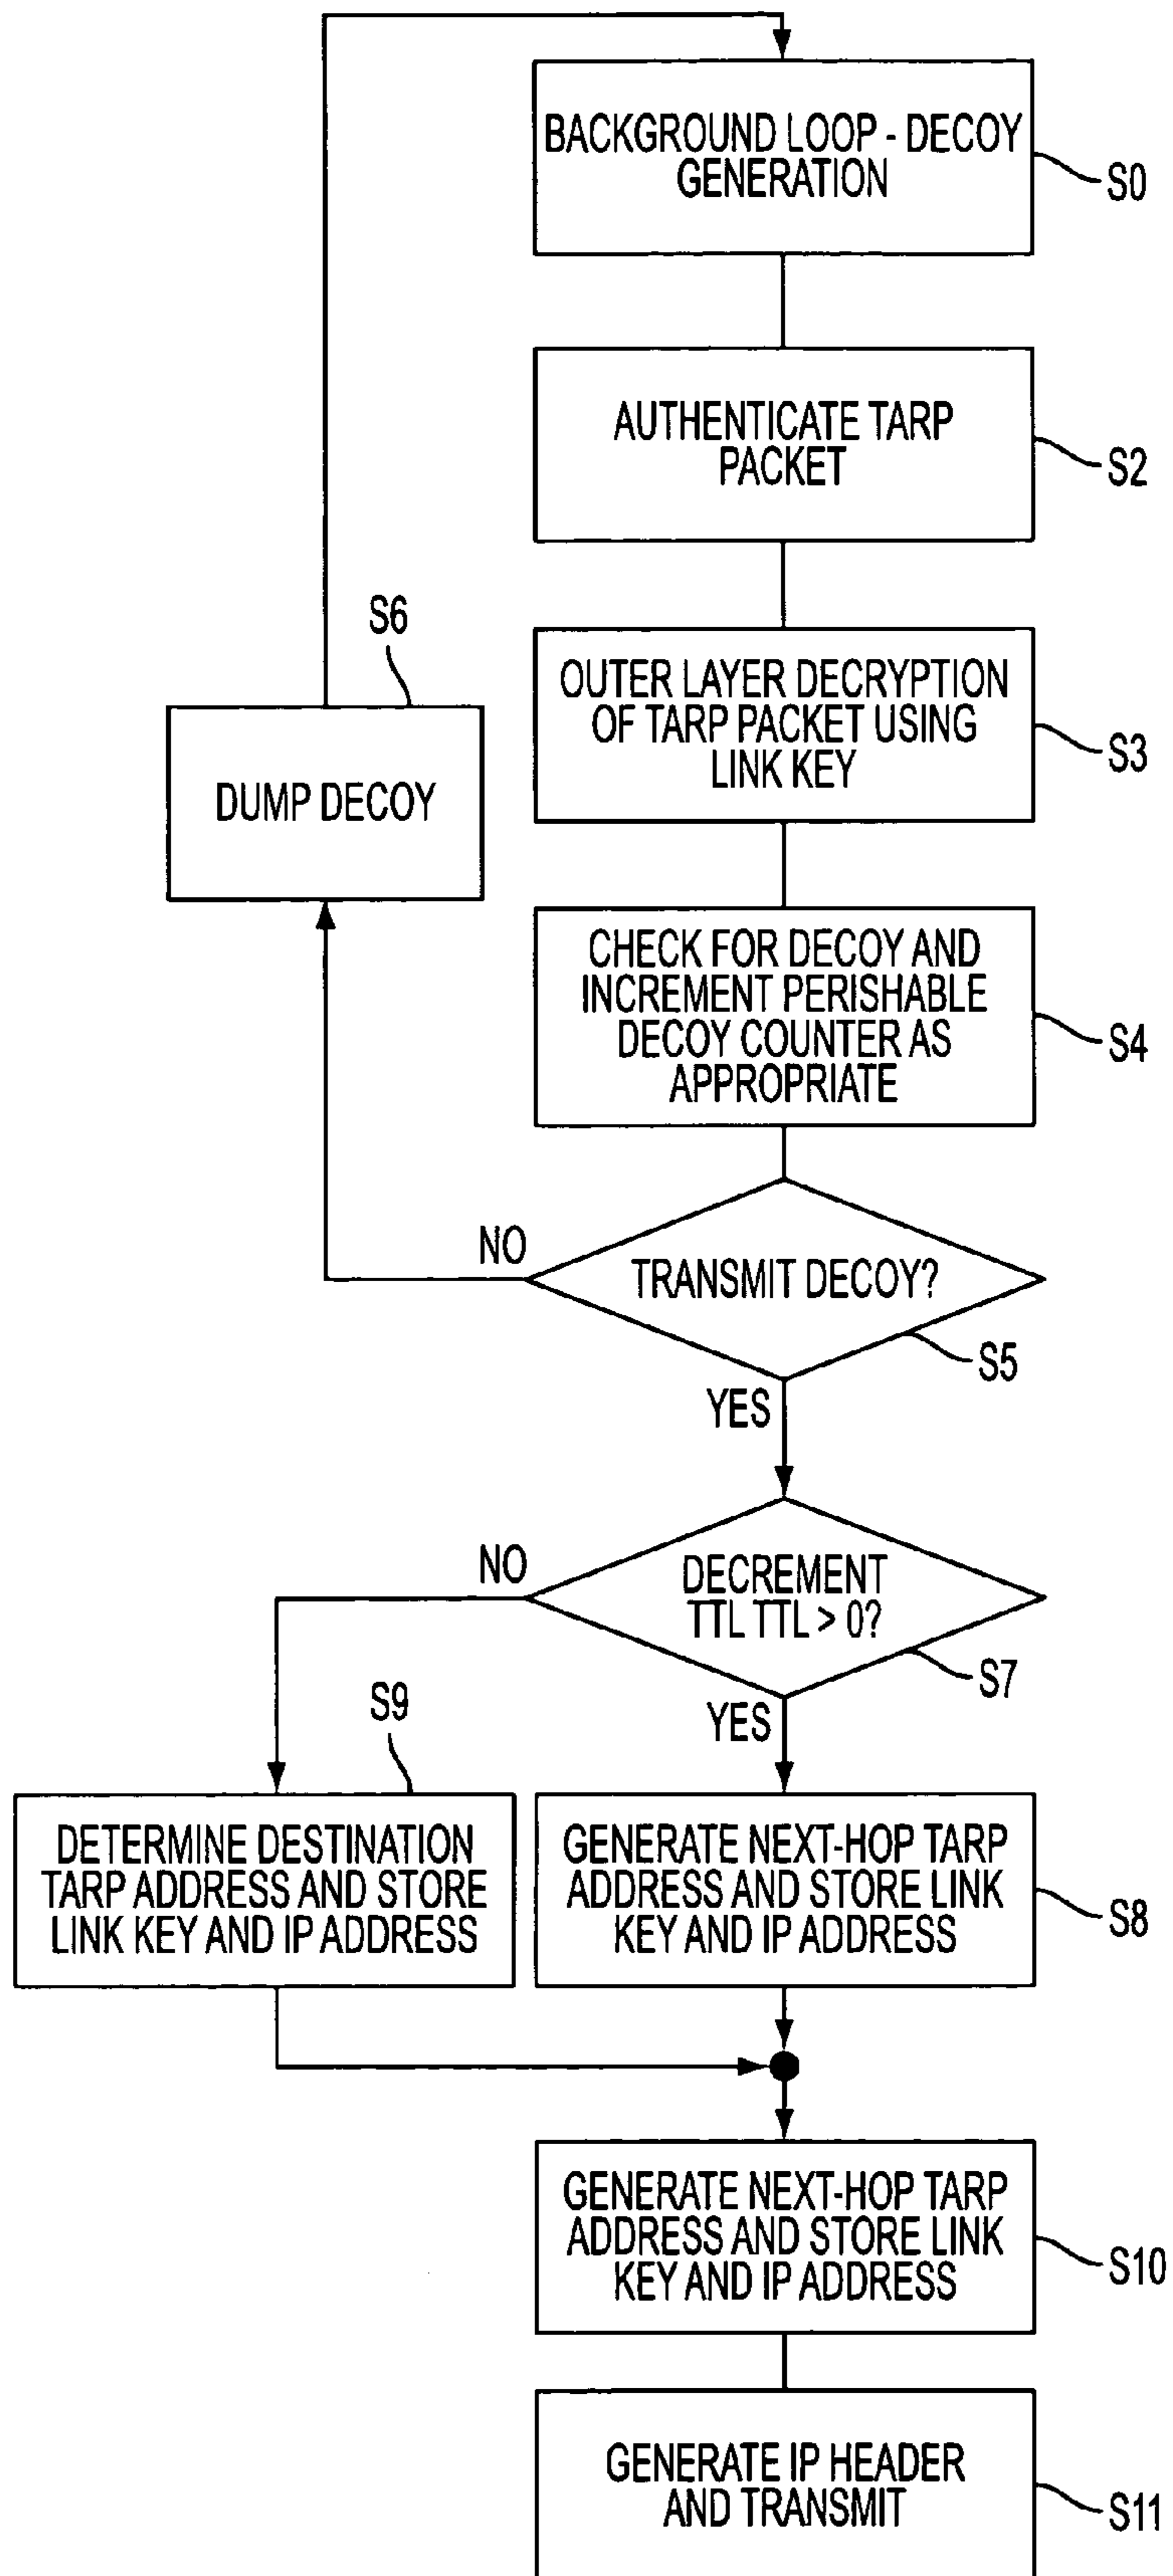 BACKGROUND LOOP - DECOY
GENERATION
S0
AUTHENTICATE TARP
PACKET
S2
OUTER LAYER DECRYPTION
OF TARP PACKET USING
LINK KEY
S3
S6
DUMP DECOY
CHECK FOR DECOY AND
INCREMENT PERISHABLE
DECOY COUNTER AS
APPROPRIATE
S4
NO
TRANSMIT DECOY?
S5
YES
NO
DECREMENT
TTL TTL > 0?
S7
YES
S9
DETERMINE DESTINATION
TARP ADDRESS AND STORE
LINK KEY AND IP ADDRESS
GENERATE NEXT-HOP TARP
ADDRESS AND STORE LINK
KEY AND IP ADDRESS
S8
GENERATE NEXT-HOP TARP
ADDRESS AND STORE LINK
KEY AND IP ADDRESS
S10
GENERATE IP HEADER
AND TRANSMIT
S11